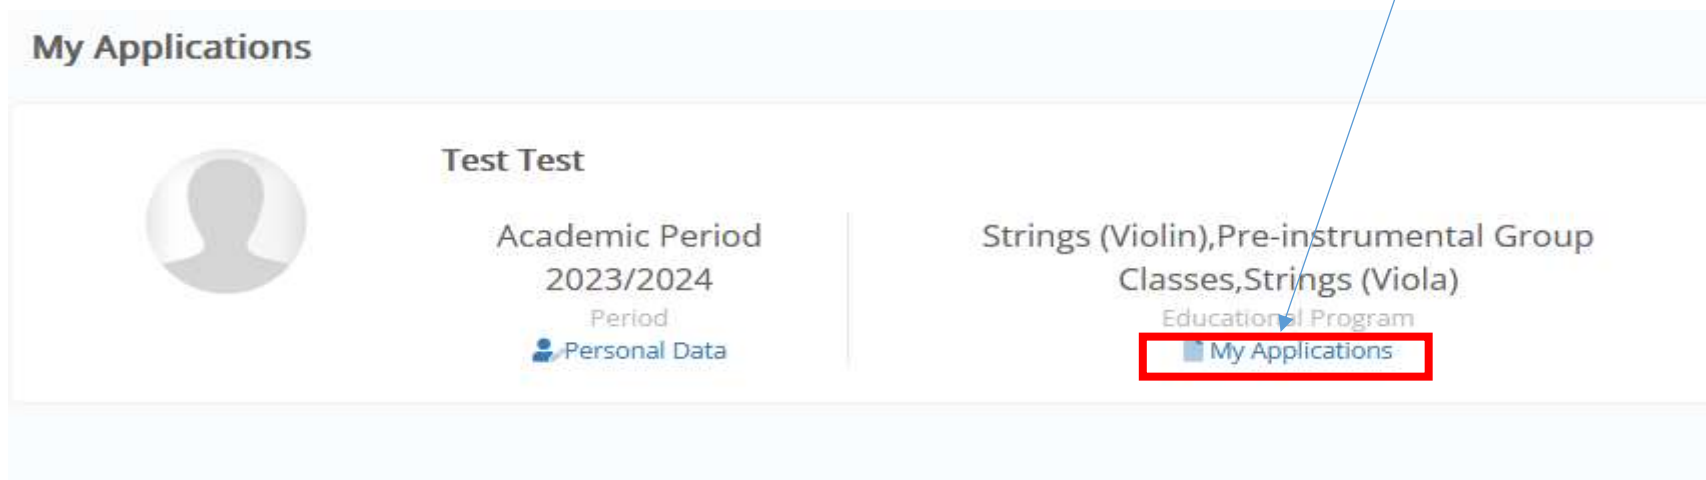 My Applications
Test Test
Academic Period
2023/2024
Period
Personal Data
Strings (Violin),Pre-instrumental Group
Classes,Strings (Viola)
Educational Program
My Applications